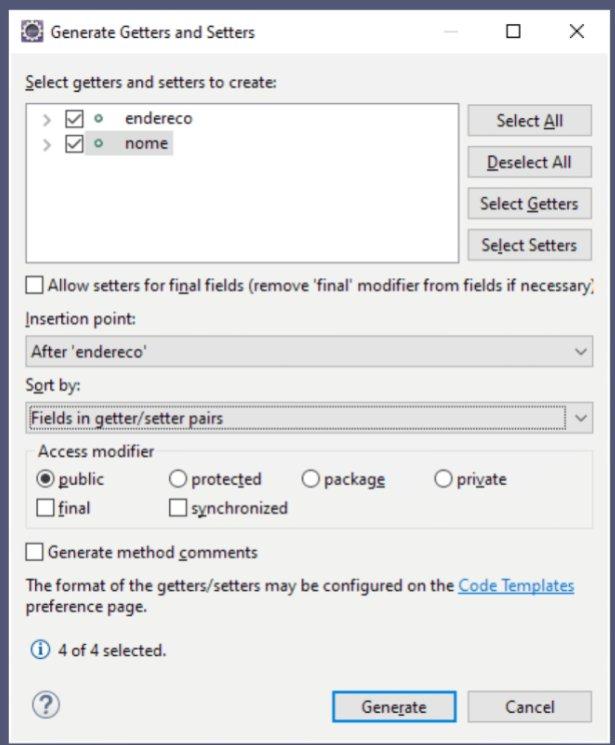 Generate Getters and Setters
Select getters and setters to create:
endereco
nome
Select All
Deselect All
Select Getters
Select Setters
Allow setters for final fields (remove 'final' modifier from fields if necessary)
Insertion point:
After 'endereco'
Sort by:
Fields in getter/setter pairs
Access modifier
public protected package private
final synchronized
Generate method comments
The format of the getters/setters may be configured on the Code Templates
preference page.
4 of 4 selected.
Generate Cancel